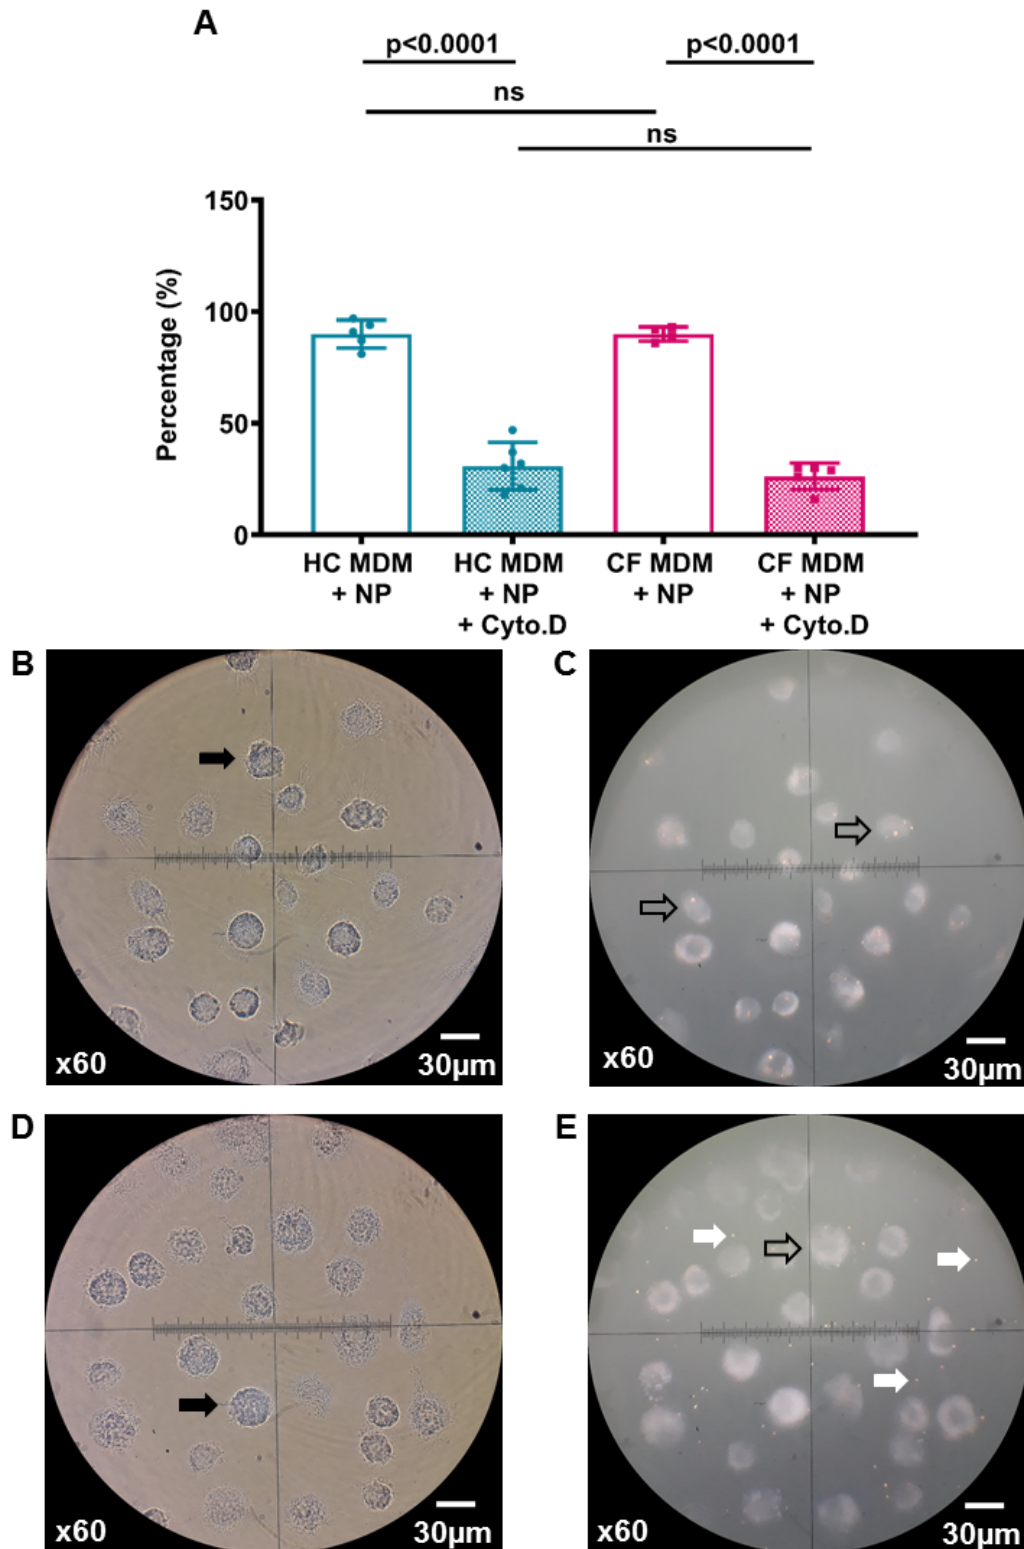 A
p<0.0001 p<0.0001
ns
ns
Percentage (%)
150
100
50
0
HC MDM + NP
HC MDM + NP + Cyto.D
CF MDM + NP
CF MDM + NP + Cyto.D
B
x60
30µm
C
x60
30µm
D
x60
30µm
E
x60
30µm